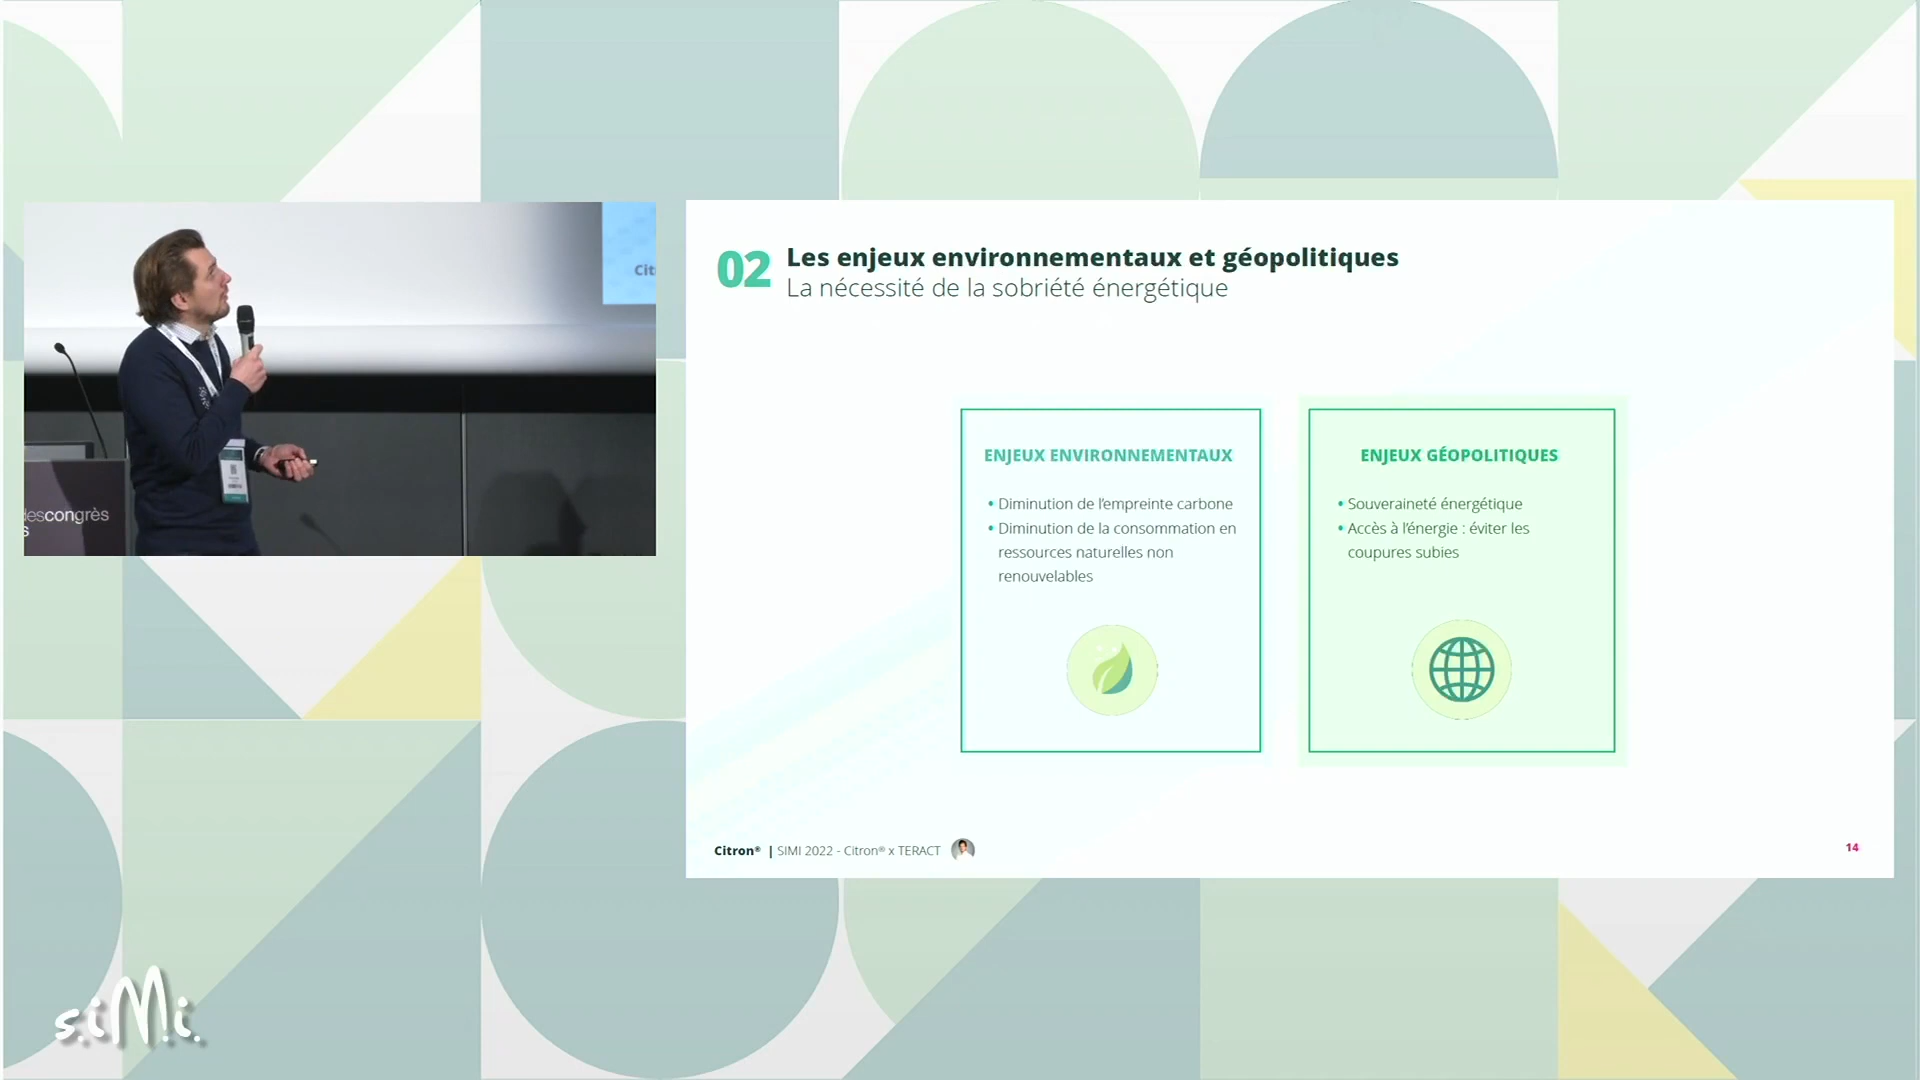 Cit
descongrès
s
02
Les enjeux environnementaux et géopolitiques
La nécessité de la sobriété énergétique
ENJEUX ENVIRONNEMENTAUX
• Diminution de l’empreinte carbone
• Diminution de la consommation en
ressources naturelles non
renouvelables
ENJEUX GÉOPOLITIQUES
• Souveraineté énergétique
• Accès à l’énergie : éviter les
coupures subies
Citron® | SIMI 2022 - Citron® x TERACT
14
s.iMi.